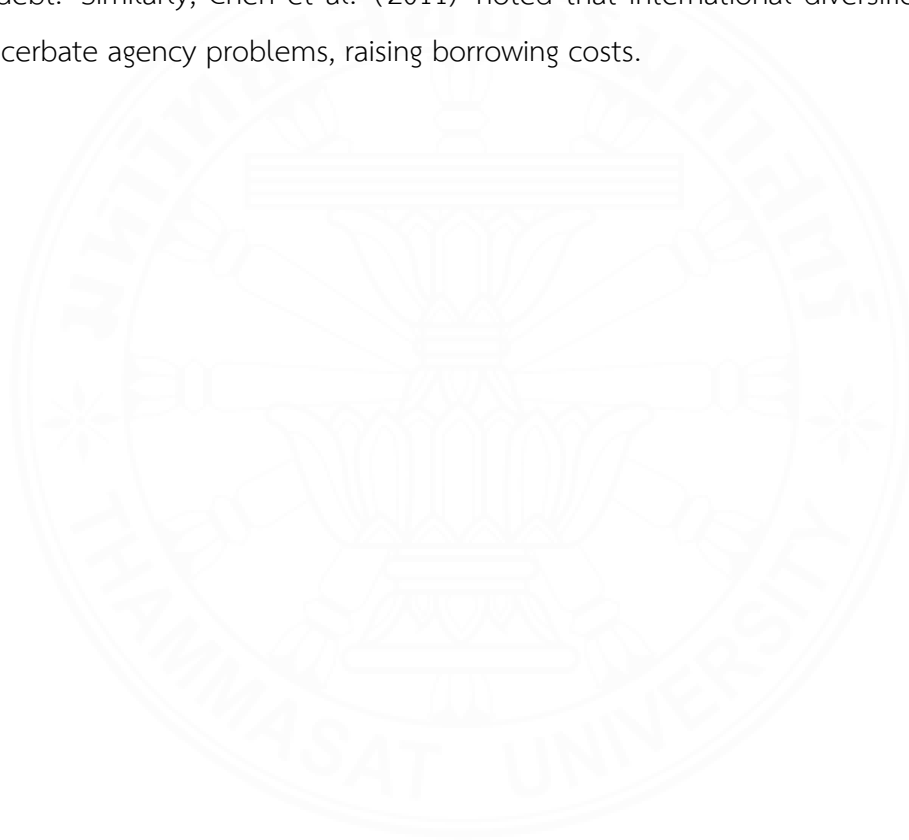 debt. Similarly, Chen et al. (2011) noted that international diversific
cerbate agency problems, raising borrowing costs.
THAMMASAT UNIVERSITY